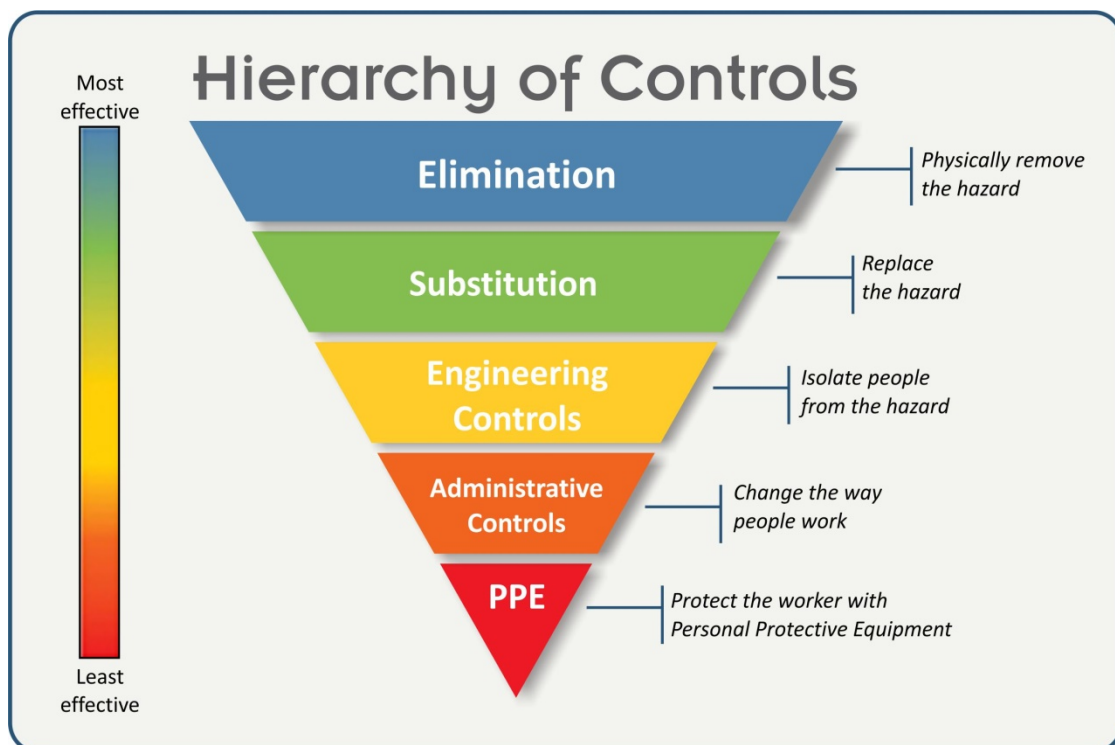 Hierarchy of Controls
Most
effective
Elimination
Physically remove
the hazard
Substitution
Replace
the hazard
Engineering
Controls
Isolate people
from the hazard
Administrative
Controls
Change the way
people work
PPE
Protect the worker with
Personal Protective Equipment
Least
effective